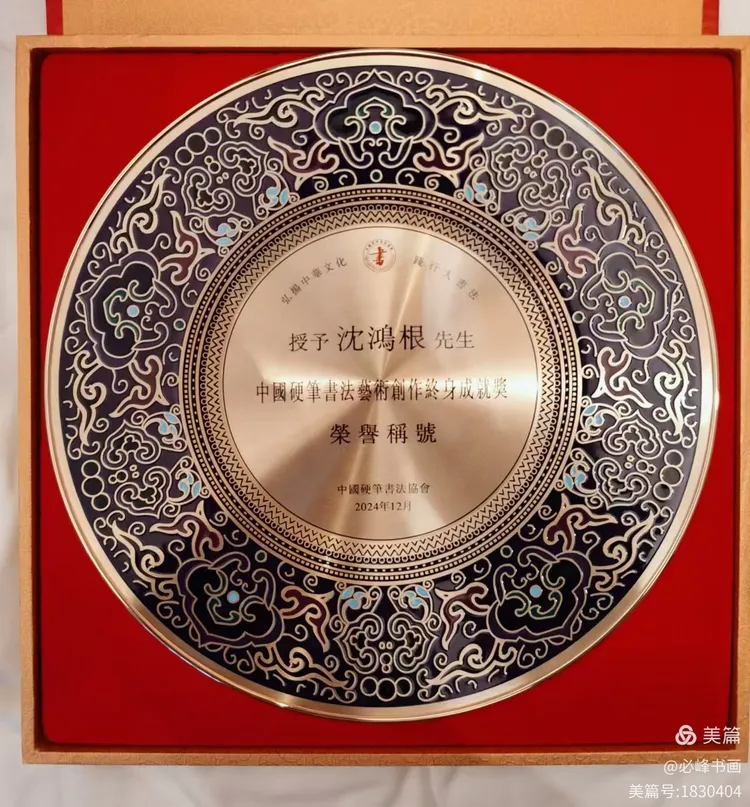 弘揚中華文化 書 踐行人書法
授予 沈鴻根 先生
中國硬筆書法藝術創作終身成就獎
榮譽稱號
中國硬筆書法協會
2024年12月
美篇
@必峰书画
美篇号:1830404